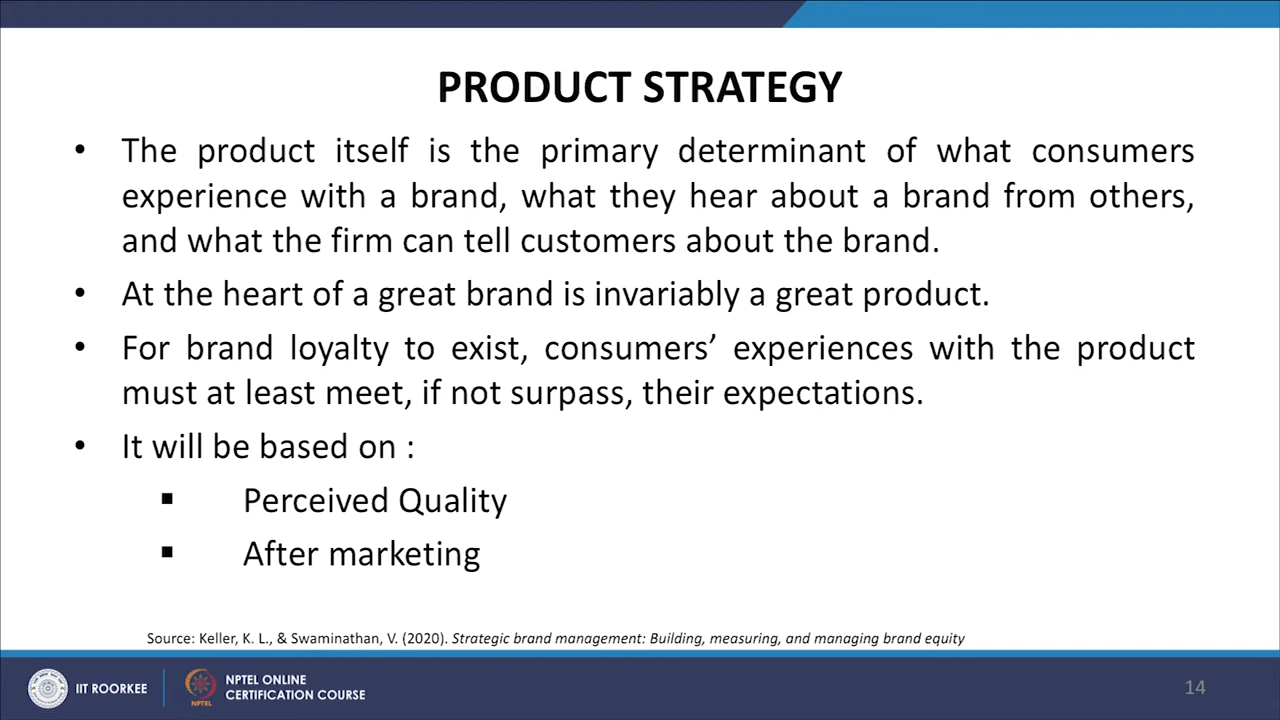 PRODUCT STRATEGY
• The product itself is the primary determinant of what consumers
experience with a brand, what they hear about a brand from others,
and what the firm can tell customers about the brand.
• At the heart of a great brand is invariably a great product.
• For brand loyalty to exist, consumers’ experiences with the product
must at least meet, if not surpass, their expectations.
• It will be based on :
▪ Perceived Quality
▪ After marketing
Source: Keller, K. L., & Swaminathan, V. (2020). Strategic brand management: Building, measuring, and managing brand equity
IIT ROORKEE
NPTEL
NPTEL ONLINE
CERTIFICATION COURSE
14